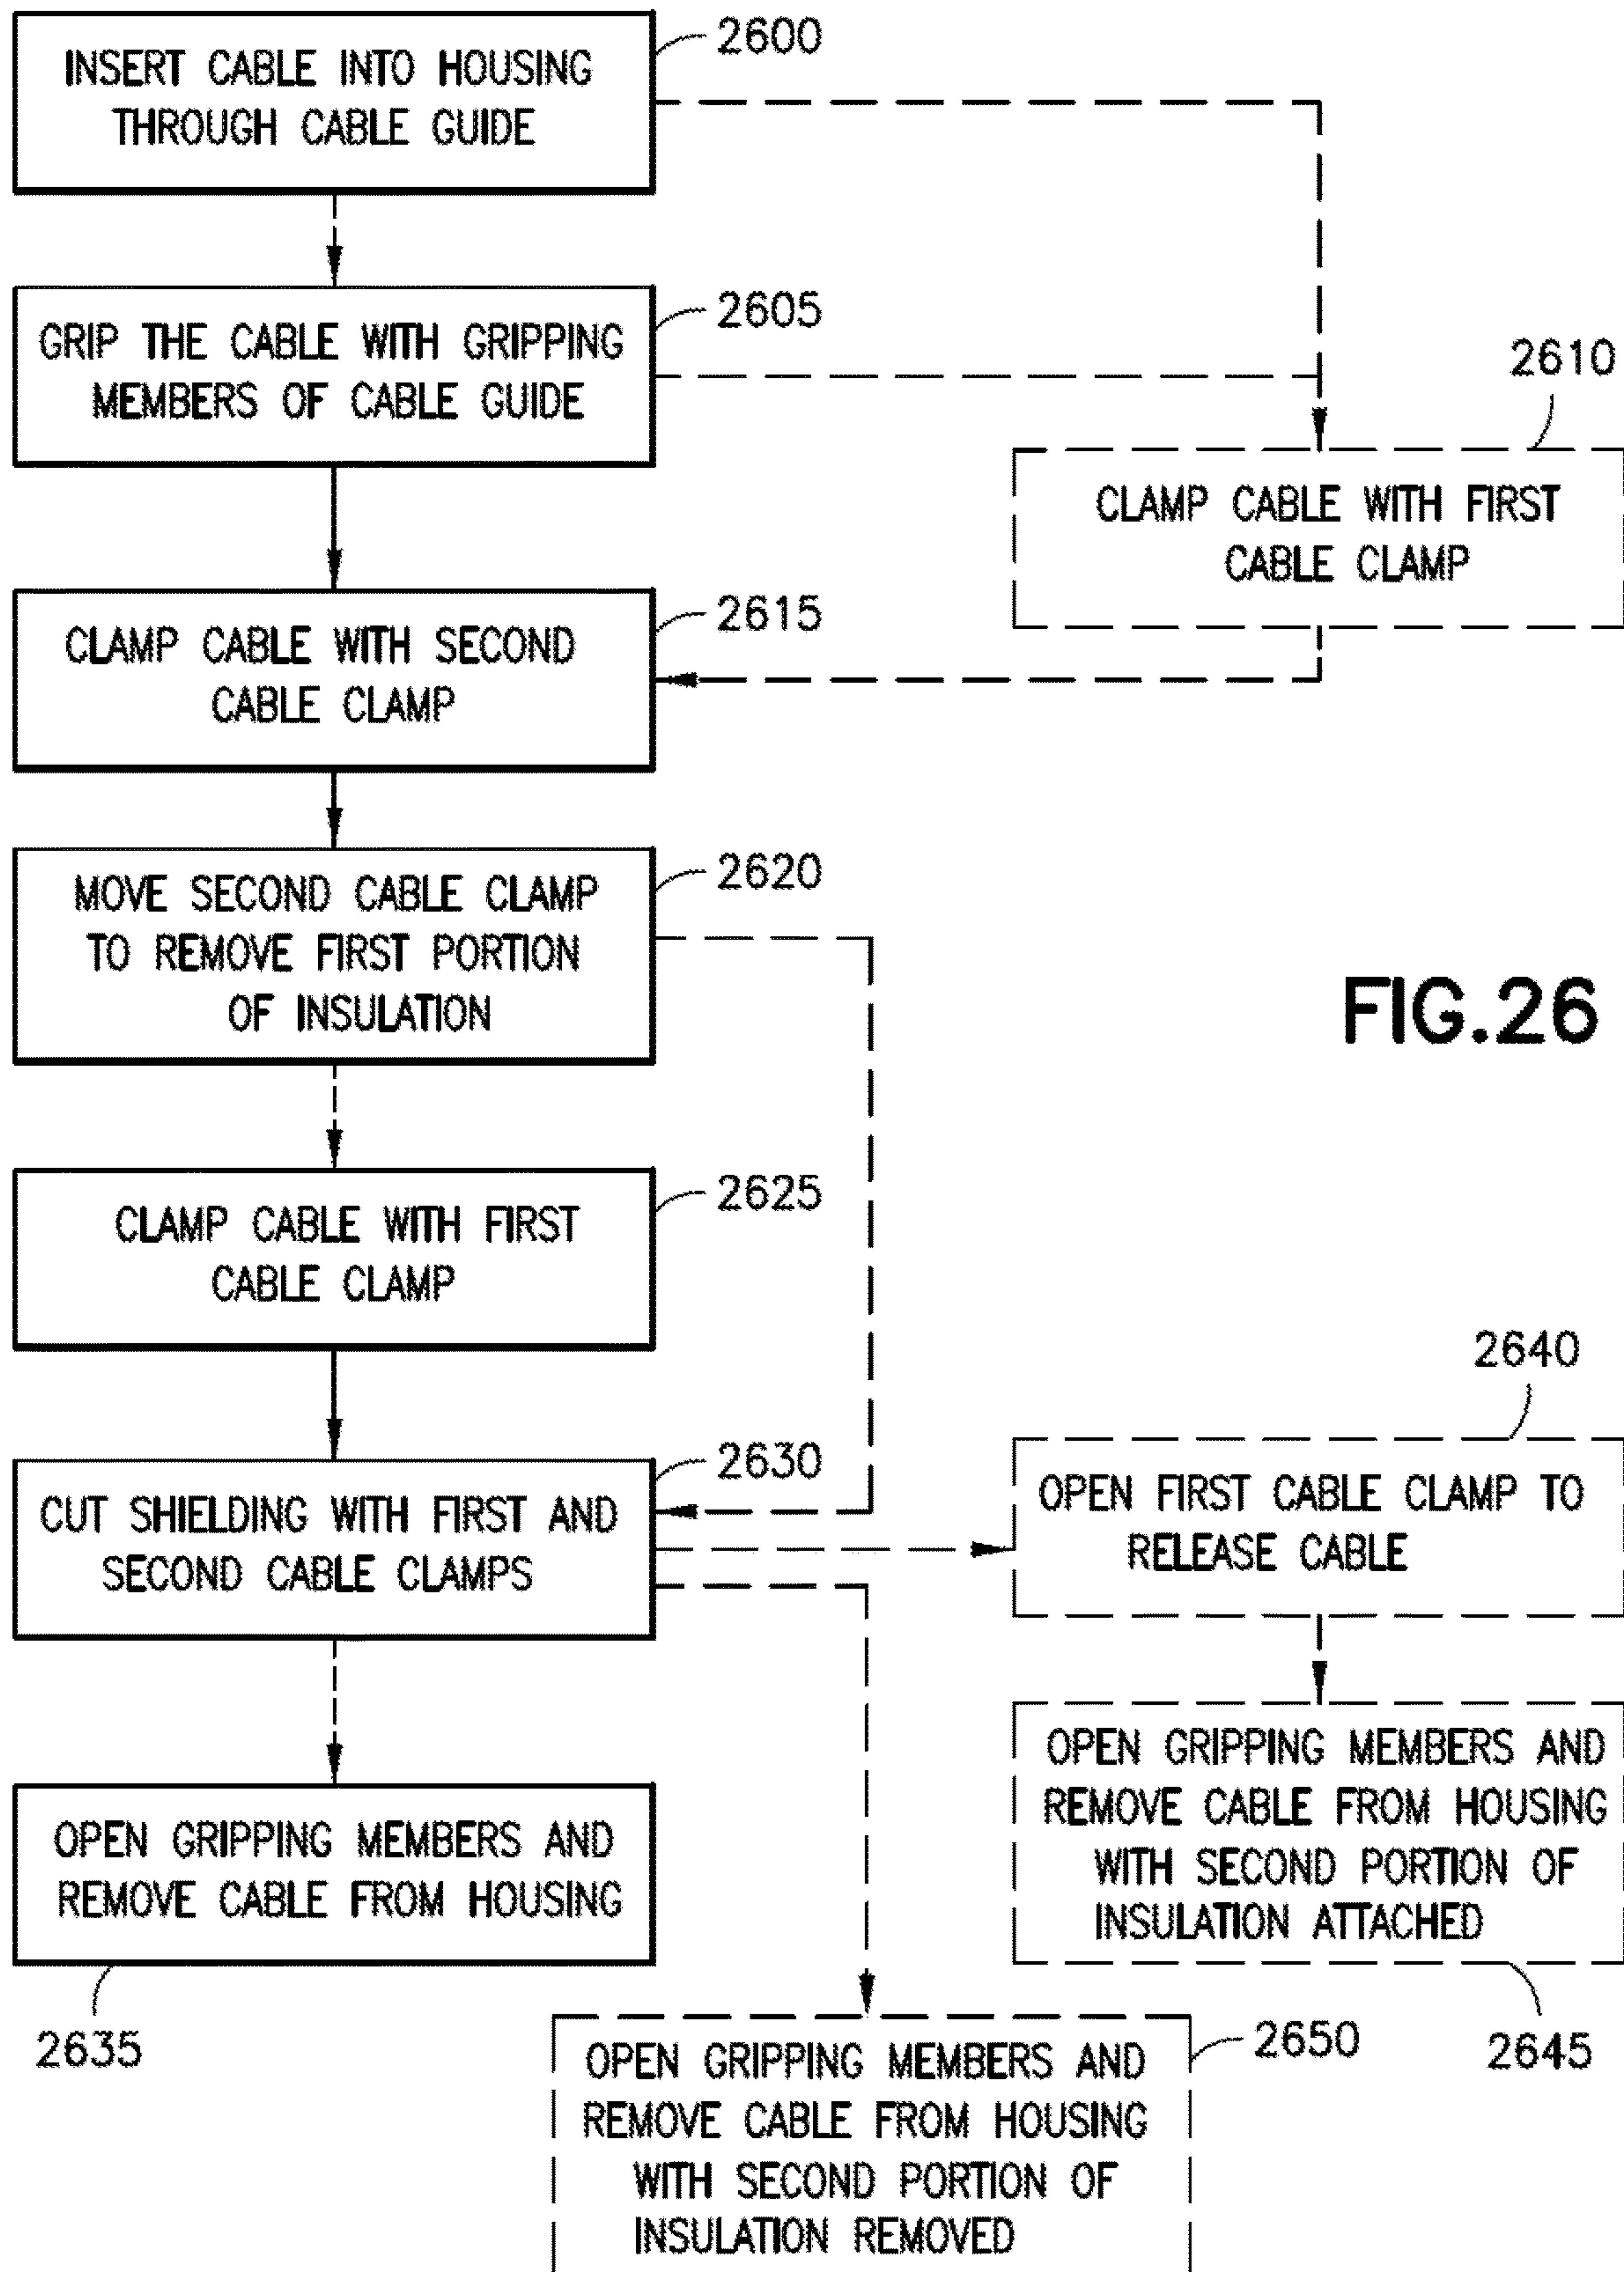 INSERT CABLE INTO HOUSING
THROUGH CABLE GUIDE
2600
GRIP THE CABLE WITH GRIPPING
MEMBERS OF CABLE GUIDE
2605
2610
CLAMP CABLE WITH FIRST
CABLE CLAMP
CLAMP CABLE WITH SECOND
CABLE CLAMP
2615
MOVE SECOND CABLE CLAMP
TO REMOVE FIRST PORTION
OF INSULATION
2620
FIG.26
CLAMP CABLE WITH FIRST
CABLE CLAMP
2625
CUT SHIELDING WITH FIRST AND
SECOND CABLE CLAMPS
2630
2640
OPEN FIRST CABLE CLAMP TO
RELEASE CABLE
OPEN GRIPPING MEMBERS AND
REMOVE CABLE FROM HOUSING
2635
OPEN GRIPPING MEMBERS AND
REMOVE CABLE FROM HOUSING
WITH SECOND PORTION OF
INSULATION ATTACHED
2645
OPEN GRIPPING MEMBERS AND
REMOVE CABLE FROM HOUSING
WITH SECOND PORTION OF
INSULATION REMOVED
2650